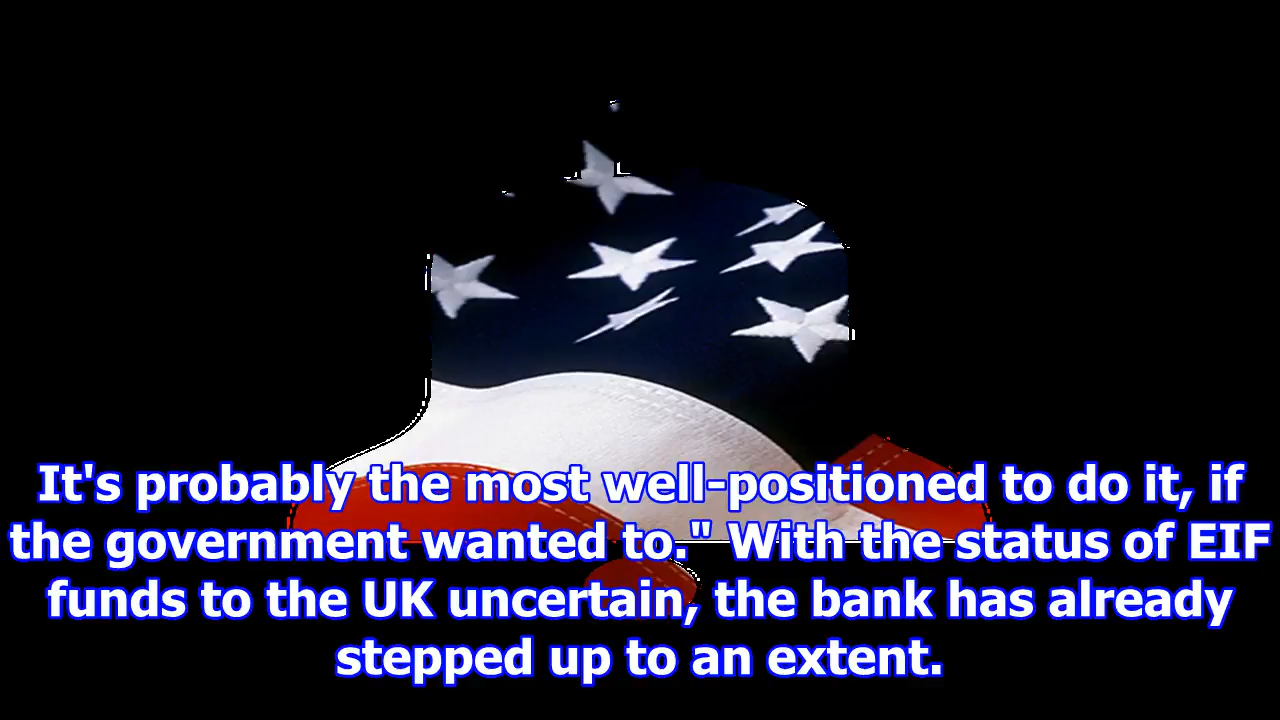 It's probably the most well-positioned to do it, if
the government wanted to." With the status of EIF
funds to the UK uncertain, the bank has already
stepped up to an extent.